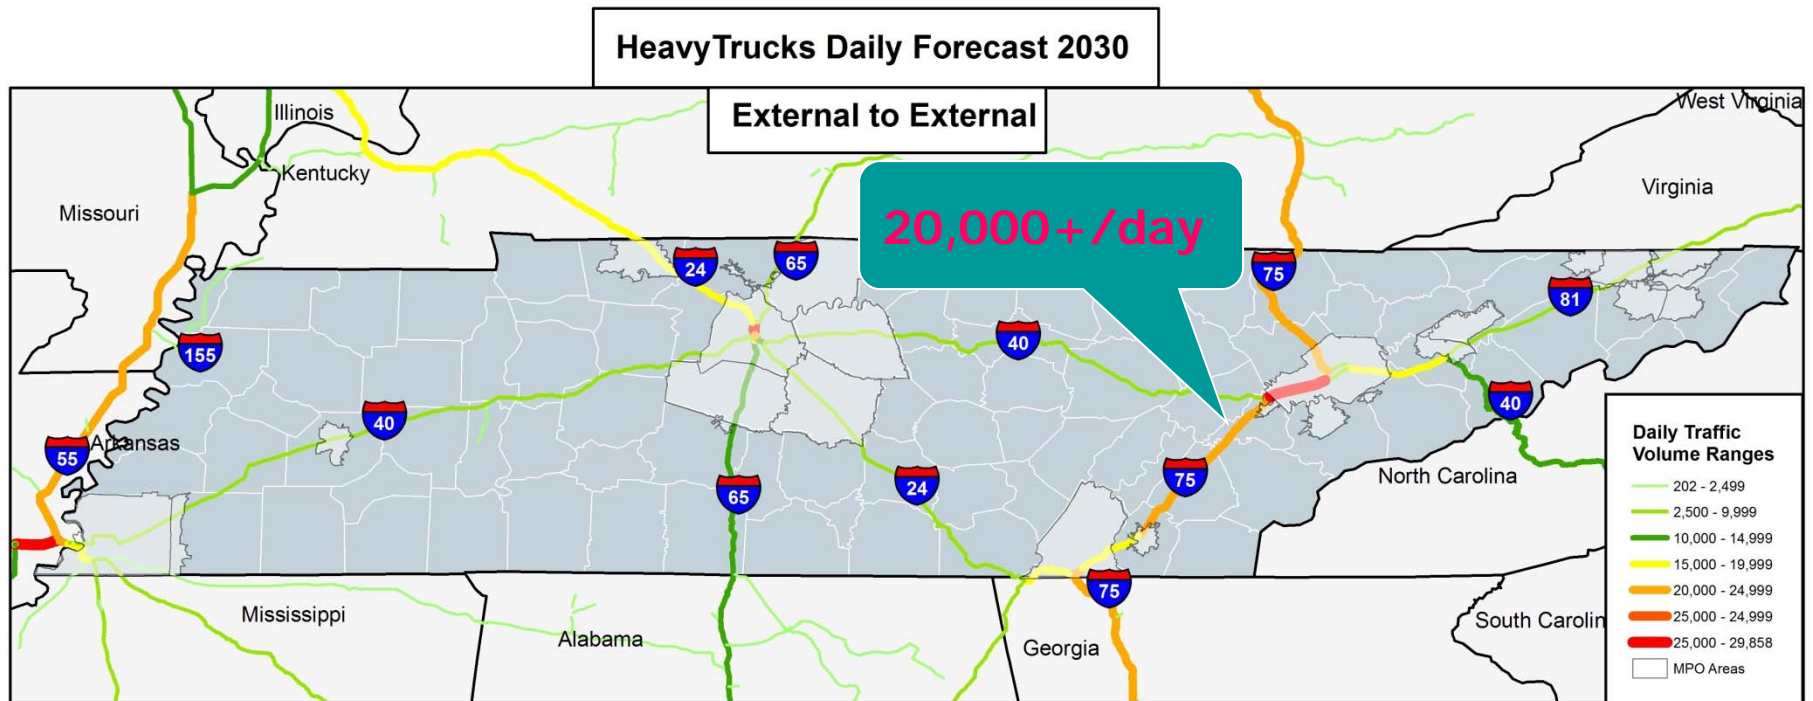 HeavyTrucks Daily Forecast 2030
External to External
West Virginia
Illinois
Kentucky
Virginia
Missouri
20,000+/day
24
65
75
81
155
40
40
40
Arkansas
55
65
24
75
North Carolina
75
Mississippi
Alabama
Georgia
South Carolin
Daily Traffic
Volume Ranges
202 - 2,499
2,500 - 9,999
10,000 - 14,999
15,000 - 19,999
20,000 - 24,999
25,000 - 24,999
25,000 - 29,858
MPO Areas